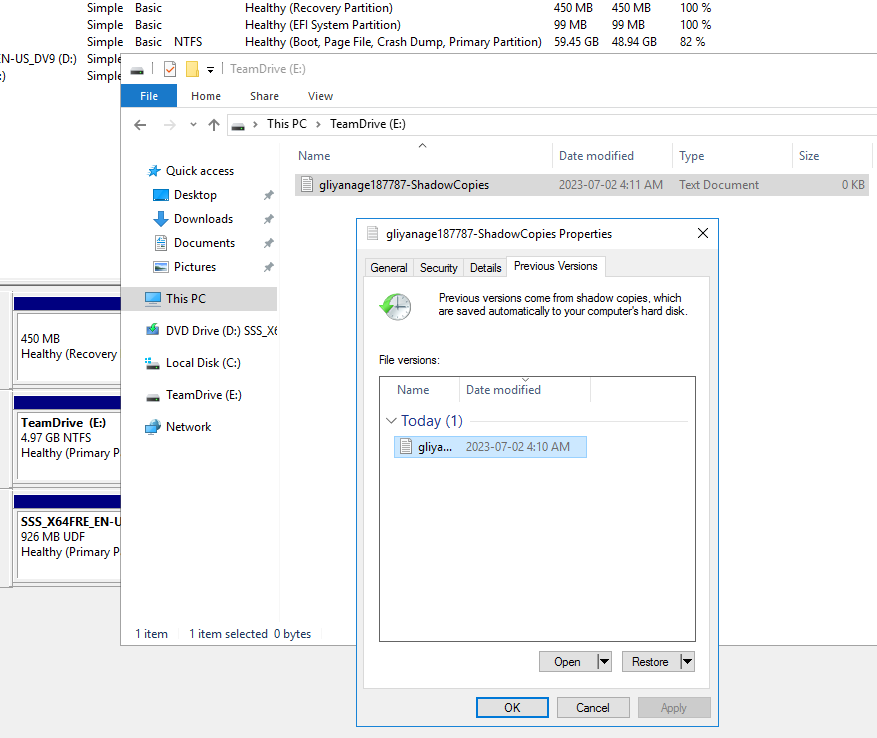 Simple Basic Healthy (Recovery Partition) 450 MB 450 MB 100 %
Simple Basic Healthy (EFI System Partition) 99 MB 99 MB 100 %
Simple Basic NTFS Healthy (Boot, Page File, Crash Dump, Primary Partition) 59.45 GB 48.94 GB 82 %
EN-US_DV9 (D:) Simple
:) Simple
TeamDrive (E:)
File Home Share View
This PC TeamDrive (E:)
Name Date modified Type Size
gliyanage187787-ShadowCopies 2023-07-02 4:11 AM Text Document 0 KB
Quick access
Desktop
Downloads
Documents
Pictures
This PC
DVD Drive (D:) SSS_X6
Local Disk (C:)
TeamDrive (E:)
Network
1 item 1 item selected 0 bytes
450 MB
Healthy (Recovery
TeamDrive (E:)
4.97 GB NTFS
Healthy (Primary P
SSS_X64FRE_EN-U
926 MB UDF
Healthy (Primary P
gliyanage187787-ShadowCopies Properties
General Security Details Previous Versions
Previous versions come from shadow copies, which
are saved automatically to your computer's hard disk.
File versions:
Name Date modified
Today (1)
gliya... 2023-07-02 4:10 AM
Open Restore
OK Cancel Apply